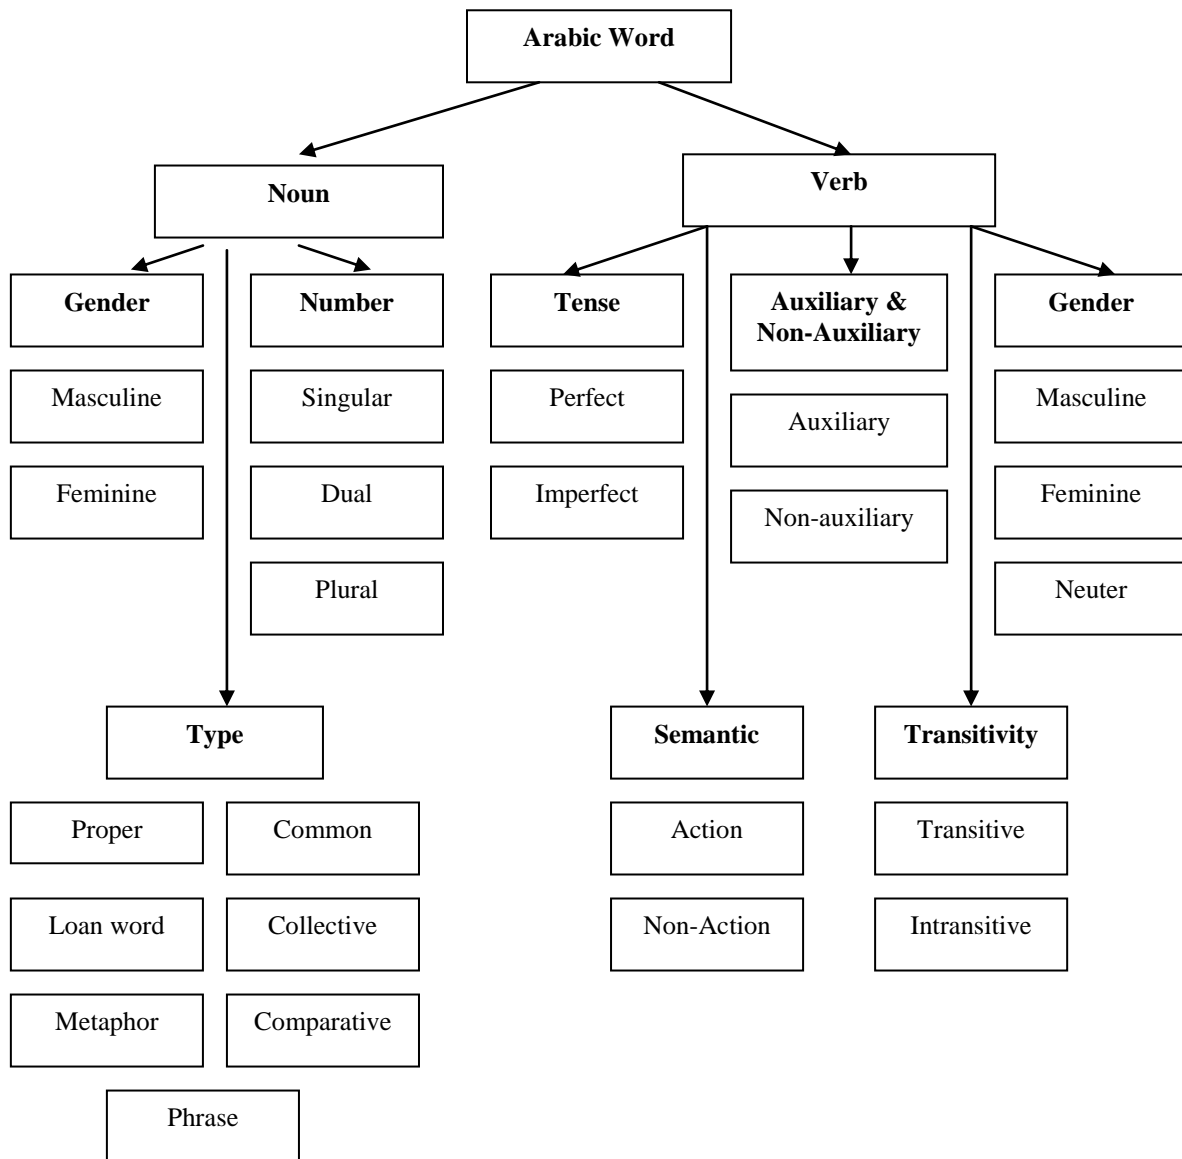 Arabic Word
Noun
Verb
Gender
Number
Tense
Auxiliary &
Non-Auxiliary
Gender
Masculine
Singular
Perfect
Auxiliary
Masculine
Feminine
Dual
Imperfect
Non-auxiliary
Feminine
Plural
Neuter
Type
Semantic
Transitivity
Proper
Common
Action
Transitive
Loan word
Collective
Non-Action
Intransitive
Metaphor
Comparative
Phrase